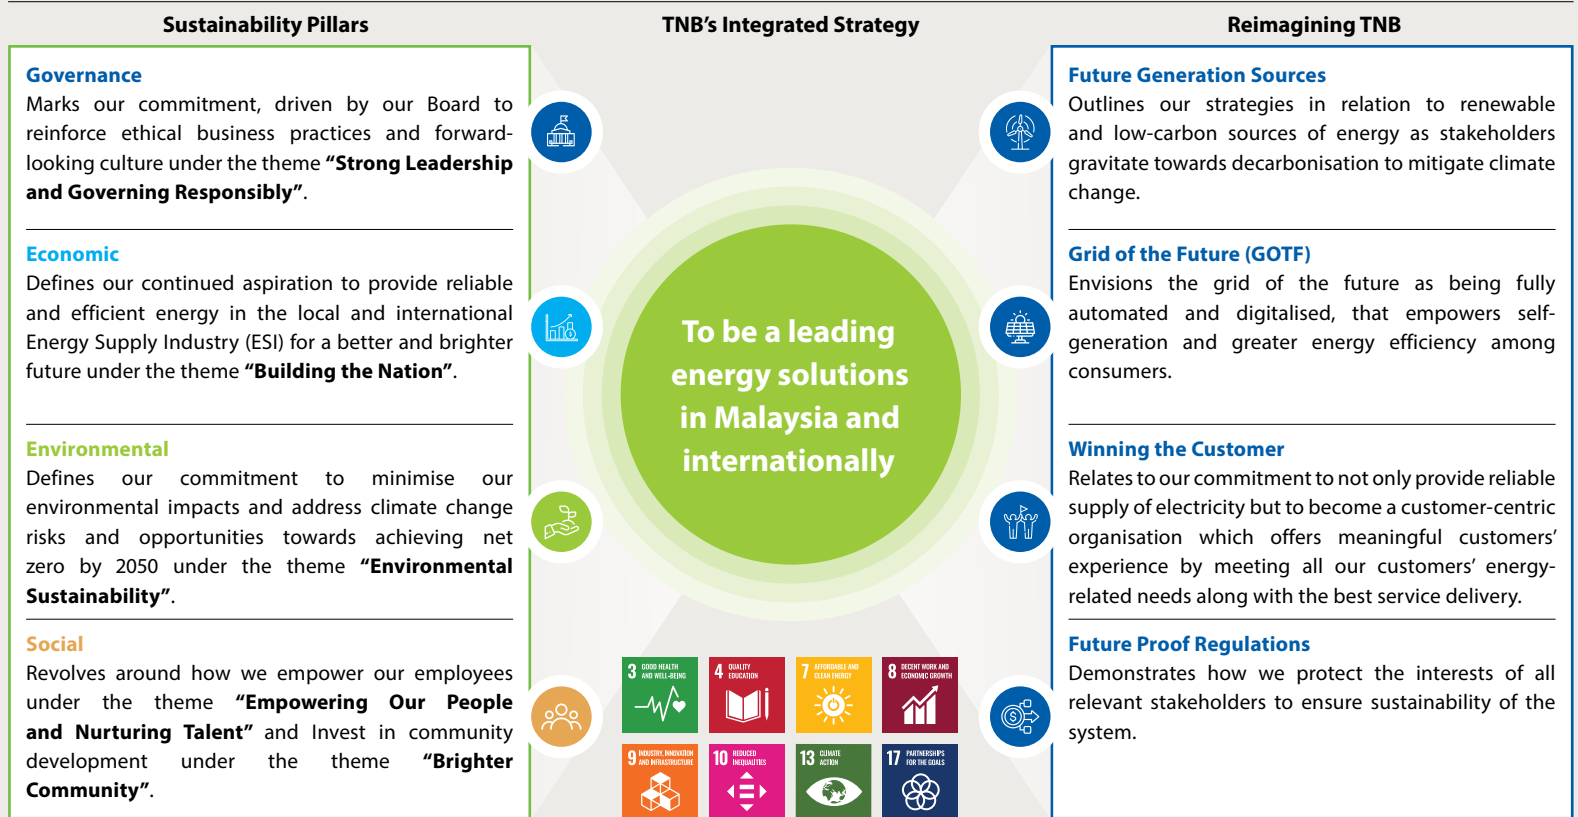 Sustainability Pillars
TNB's Integrated Strategy
Reimagining TNB
Governance
Marks our commitment, driven by our Board to
reinforce ethical business practices and forward-
looking culture under the theme “Strong Leadership
and Governing Responsibly”.
Economic
Defines our continued aspiration to provide reliable
and efficient energy in the local and international
Energy Supply Industry (ESI) for a better and brighter
future under the theme “Building the Nation”.
Environmental
Defines our commitment to minimise our
environmental impacts and address climate change
risks and opportunities towards achieving net
zero by 2050 under the theme “Environmental
Sustainability”.
Social
Revolves around how we empower our employees
under the theme “Empowering Our People
and Nurturing Talent” and Invest in community
development under the theme “Brighter
Community”.
To be a leading
energy solutions
in Malaysia and
internationally
3 GOOD HEALTH
AND WELL-BEING
4 QUALITY
EDUCATION
7 AFFORDABLE AND
CLEAN ENERGY
8 DECENT WORK AND
ECONOMIC GROWTH
9 INDUSTRY, INNOVATION
AND INFRASTRUCTURE
10 REDUCED
INEQUALITIES
13 CLIMATE
ACTION
17 PARTNERSHIPS
FOR THE GOALS
Future Generation Sources
Outlines our strategies in relation to renewable
and low-carbon sources of energy as stakeholders
gravitate towards decarbonisation to mitigate climate
change.
Grid of the Future (GOTF)
Envisions the grid of the future as being fully
automated and digitalised, that empowers self-
generation and greater energy efficiency among
consumers.
Winning the Customer
Relates to our commitment to not only provide reliable
supply of electricity but to become a customer-centric
organisation which offers meaningful customers’
experience by meeting all our customers’ energy-
related needs along with the best service delivery.
Future Proof Regulations
Demonstrates how we protect the interests of all
relevant stakeholders to ensure sustainability of the
system.